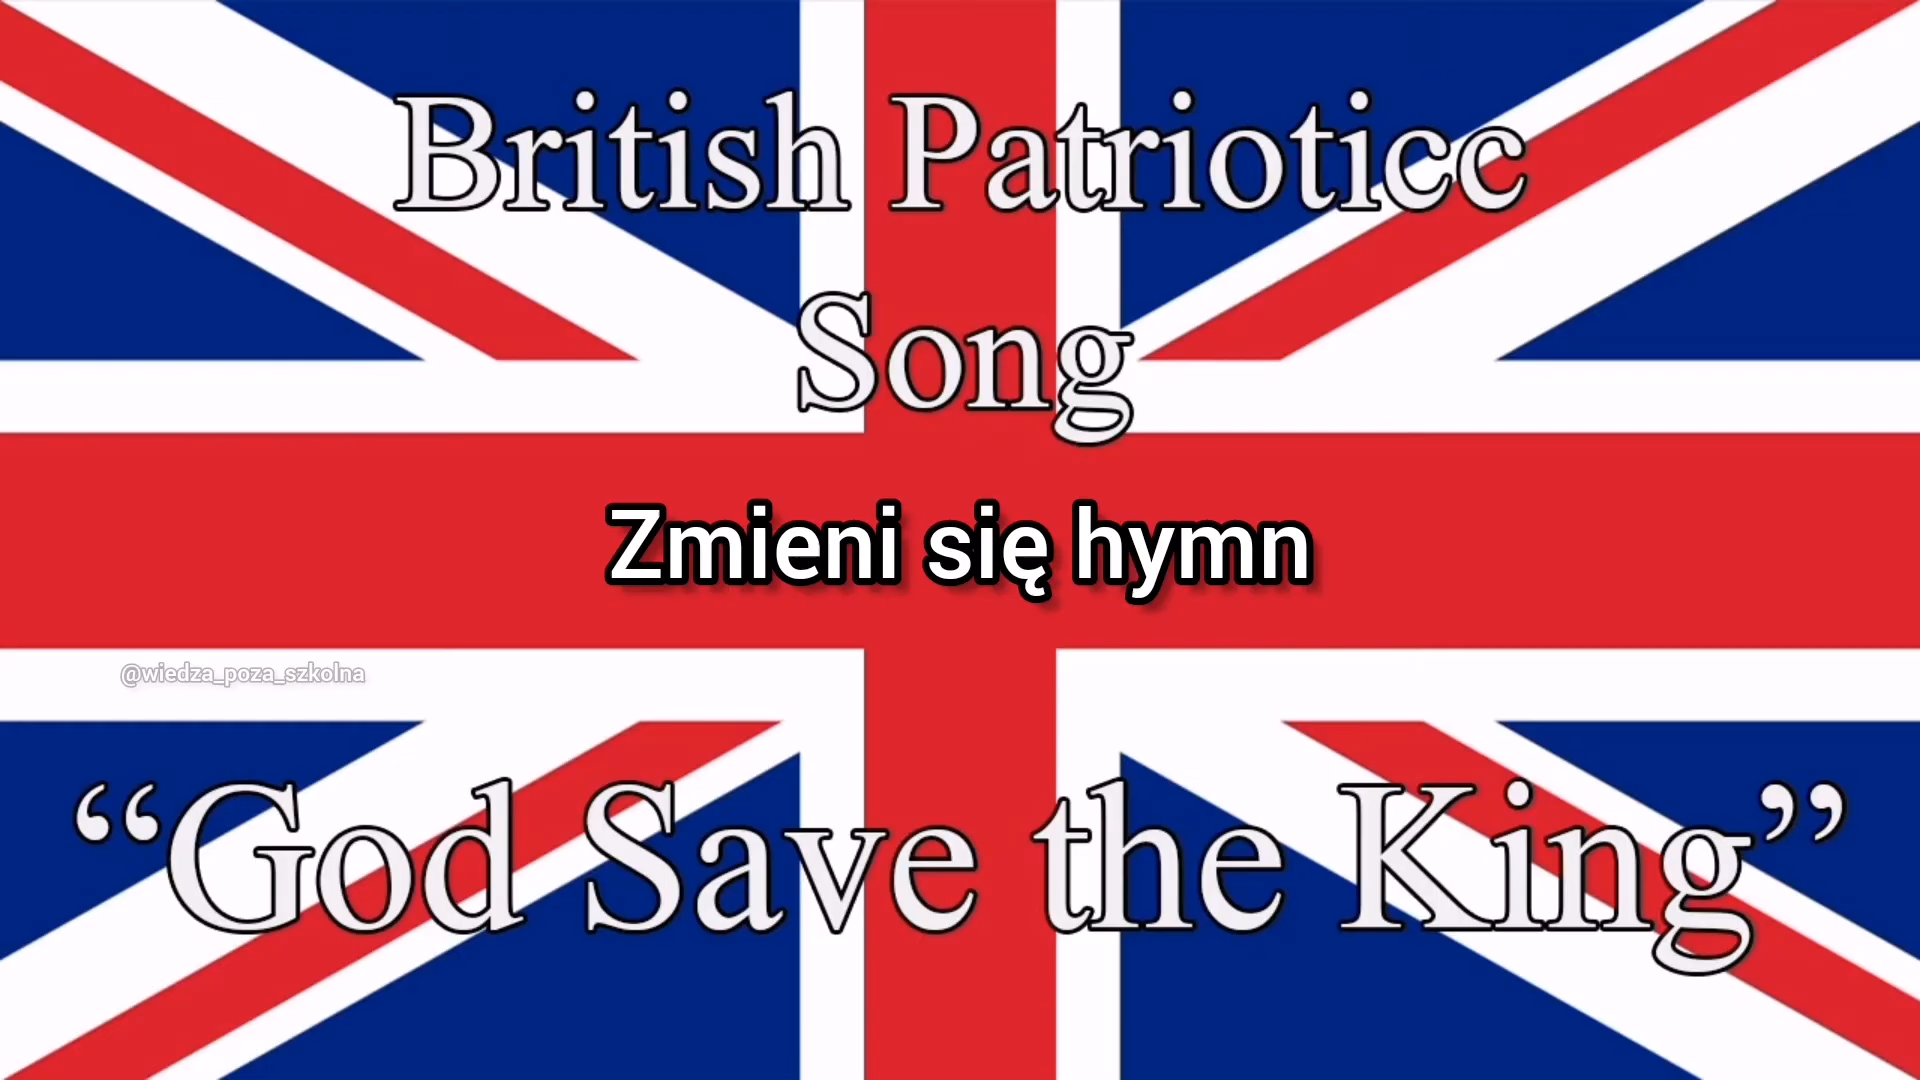 British Patrioticc
Song
Zmieni się hymn
@wiedza_poza_szkolna
“God Save the King”